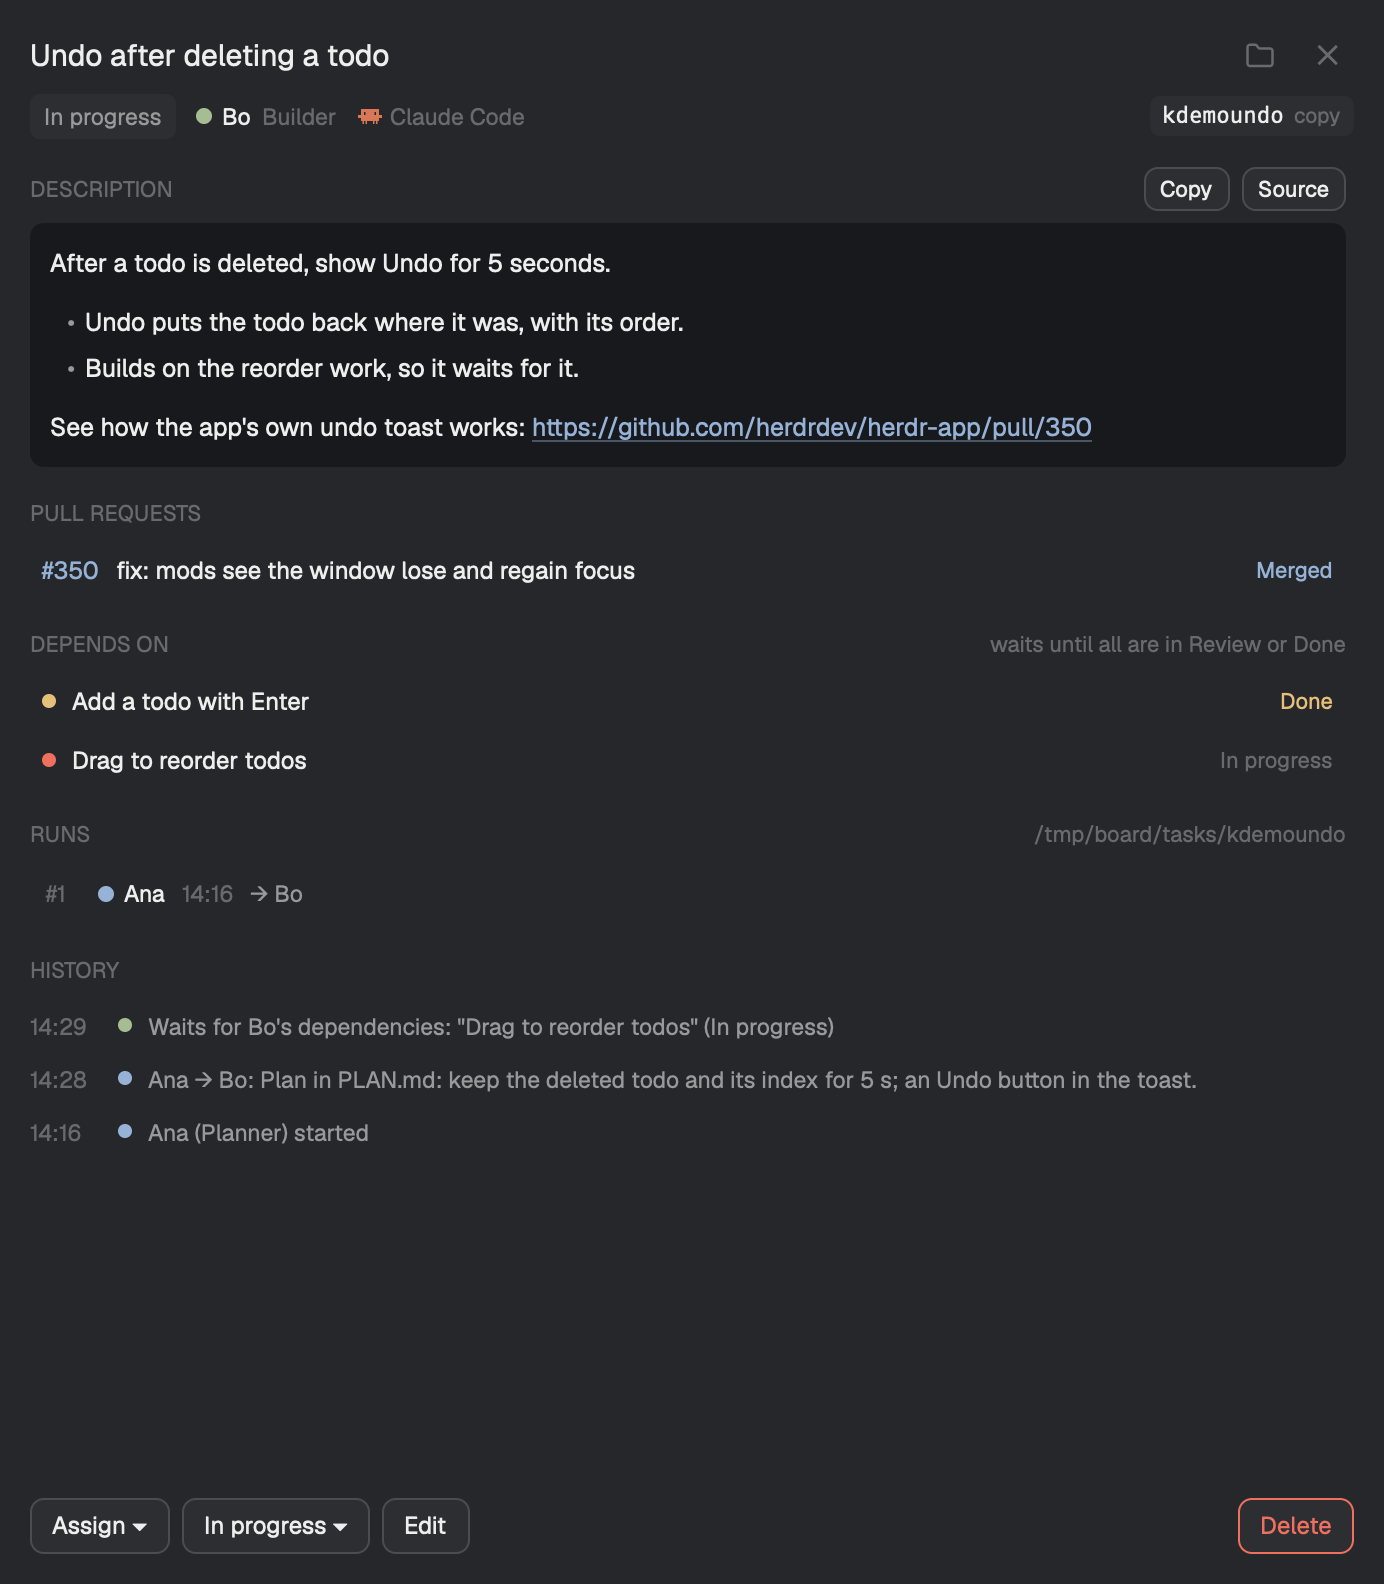 Undo after deleting a todo
In progress Bo Builder Claude Code kdemoundo copy
DESCRIPTION Copy Source
After a todo is deleted, show Undo for 5 seconds.
• Undo puts the todo back where it was, with its order.
• Builds on the reorder work, so it waits for it.
See how the app's own undo toast works: https://github.com/herdrdev/herdr-app/pull/350
PULL REQUESTS
#350 fix: mods see the window lose and regain focus Merged
DEPENDS ON waits until all are in Review or Done
Add a todo with Enter Done
Drag to reorder todos In progress
RUNS /tmp/board/tasks/kdemoundo
#1 Ana 14:16 → Bo
HISTORY
14:29 Waits for Bo's dependencies: "Drag to reorder todos" (In progress)
14:28 Ana → Bo: Plan in PLAN.md: keep the deleted todo and its index for 5 s; an Undo button in the toast.
14:16 Ana (Planner) started
Assign In progress Edit Delete